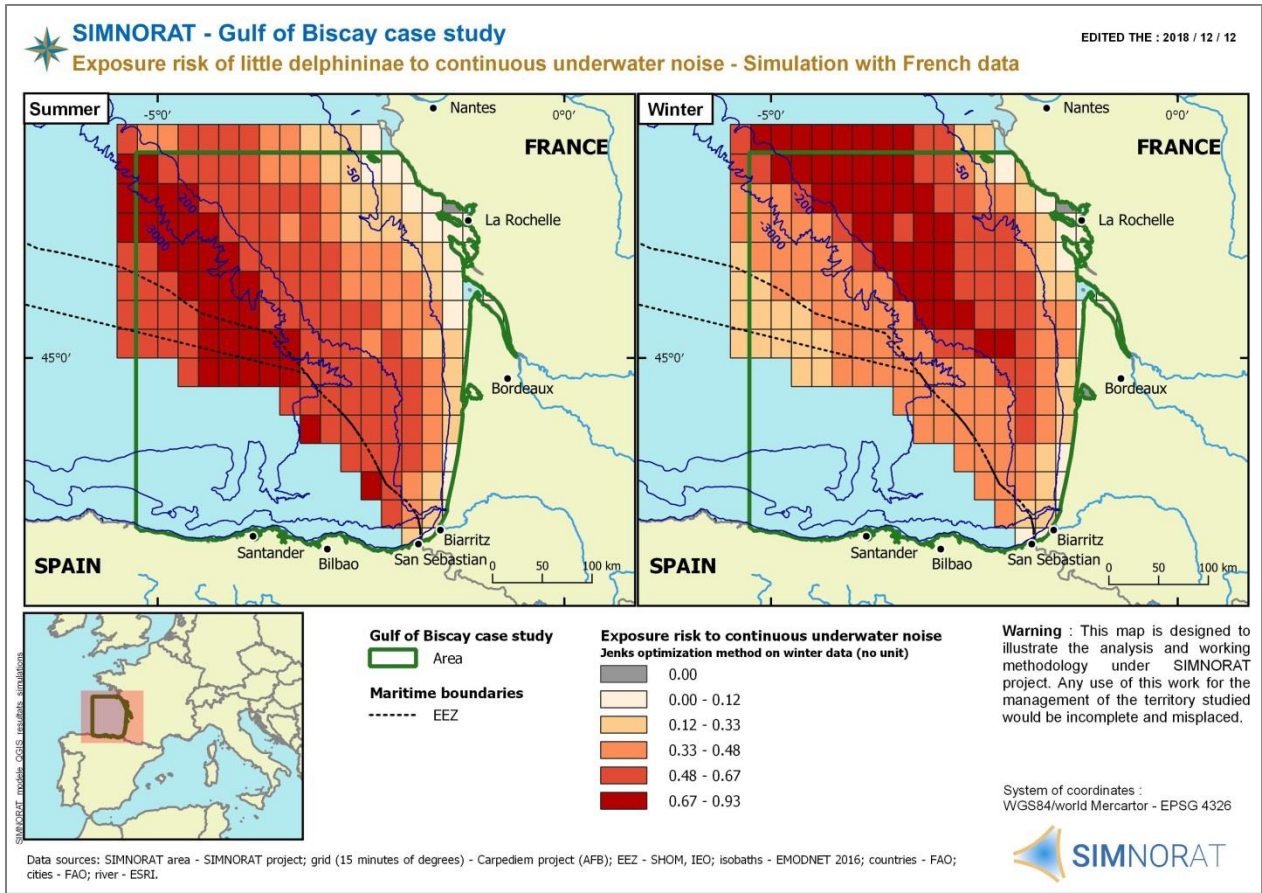 SIMNORAT - Gulf of Biscay case study
EDITED THE : 2018 / 12 / 12
Exposure risk of little delphininae to continuous underwater noise - Simulation with French data
Summer
-5°0'
Nantes
0°0'
FRANCE
-50
-200
-3000
La Rochelle
45°0'
Bordeaux
Biarritz
Santander
Bilbao
San Sebastian
SPAIN
0 50 100 km
Winter
-5°0'
Nantes
0°0'
FRANCE
-50
-200
-3000
La Rochelle
45°0'
Bordeaux
Biarritz
Santander
Bilbao
San Sebastian
SPAIN
0 50 100 km
SIMNORAT_modele_QGIS_resultats_simulations
Gulf of Biscay case study
Area
Maritime boundaries
EEZ
Exposure risk to continuous underwater noise
Jenks optimization method on winter data (no unit)
0.00
0.00 - 0.12
0.12 - 0.33
0.33 - 0.48
0.48 - 0.67
0.67 - 0.93
Warning : This map is designed to
illustrate the analysis and working
methodology under SIMNORAT
project. Any use of this work for the
management of the territory studied
would be incomplete and misplaced.
System of coordinates :
WGS84/world Mercartor - EPSG 4326
SIMNORAT
Data sources: SIMNORAT area - SIMNORAT project; grid (15 minutes of degrees) - Carpediem project (AFB); EEZ - SHOM, IEO; isobaths - EMODNET 2016; countries - FAO;
cities - FAO; river - ESRI.